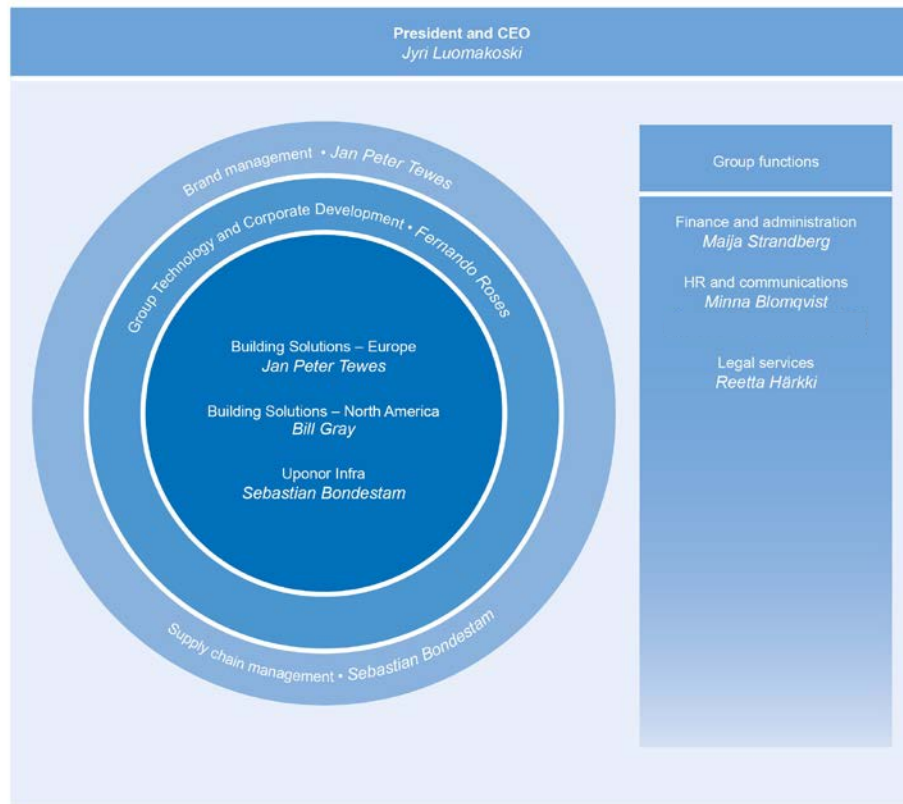 President and CEO
Jyri Luomakoski
Brand management • Jan Peter Tewes
Group Technology and Corporate Development • Fernando Roses
Building Solutions – Europe
Jan Peter Tewes
Building Solutions – North America
Bill Gray
Uponor Infra
Sebastian Bondestam
Supply chain management • Sebastian Bondestam
Group functions
Finance and administration
Maija Strandberg
HR and communications
Minna Blomqvist
Legal services
Reetta Härkki